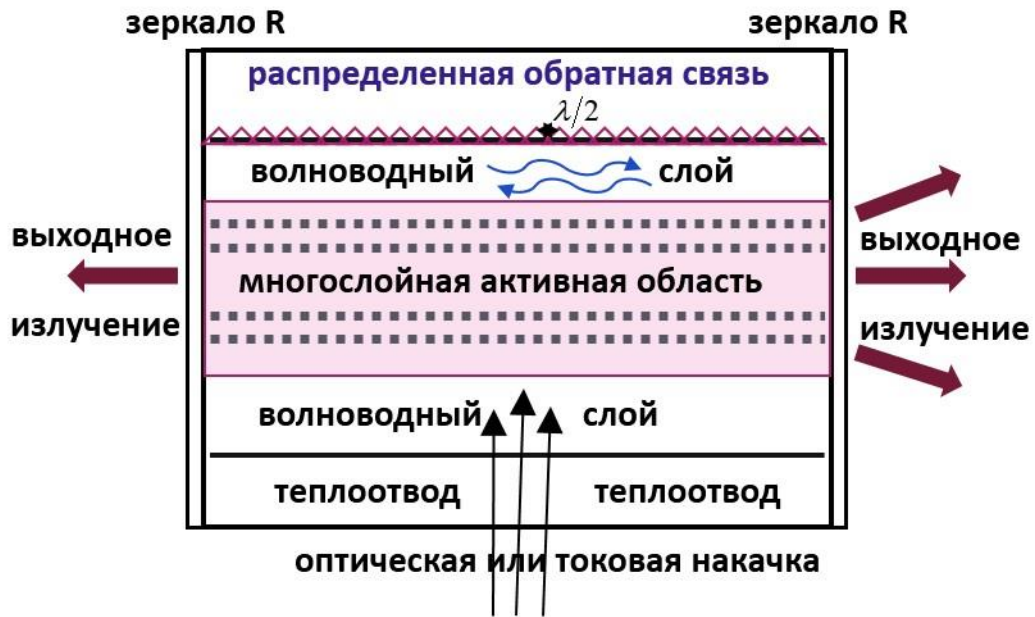 зеркало R
зеркало R
распределенная обратная связь
λ/2
волноводный слой
выходное
излучение
многослойная активная область
выходное
излучение
волноводный слой
теплоотвод теплоотвод
оптическая или токовая накачка